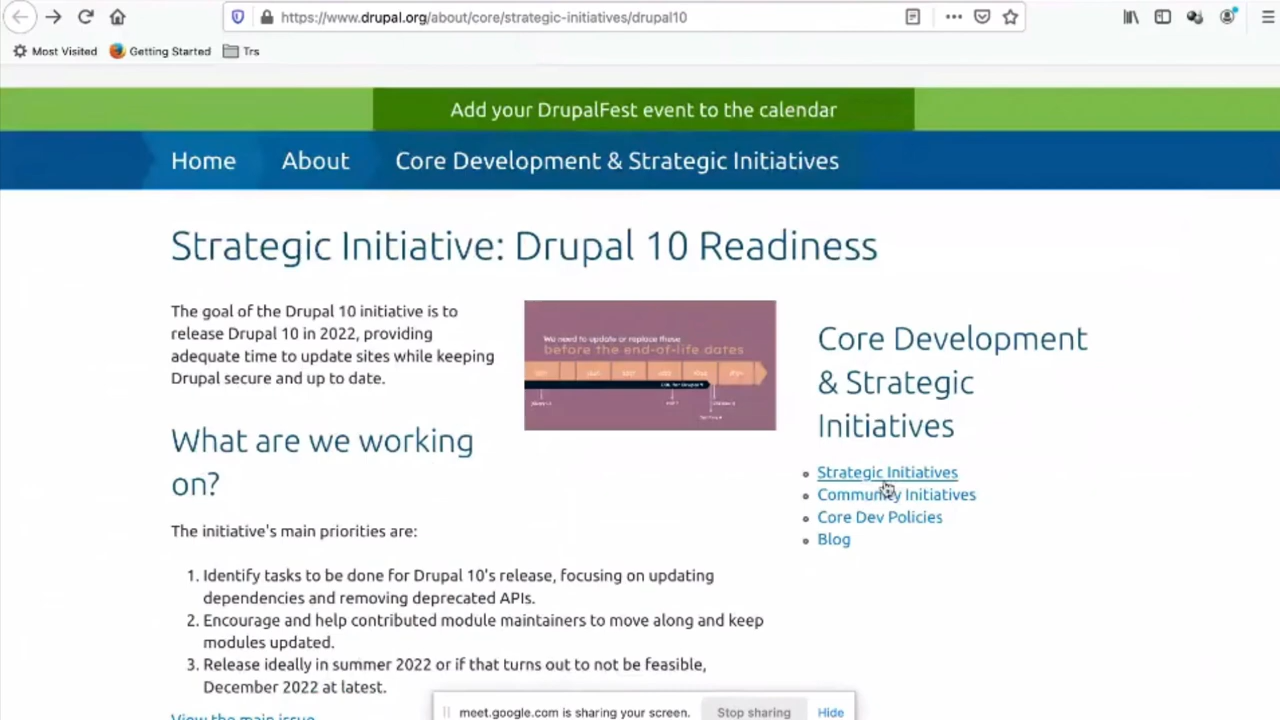 https://www.drupal.org/about/core/strategic-initiatives/drupal10
Most Visited
Getting Started
Trs
Add your DrupalFest event to the calendar
Home
About
Core Development & Strategic Initiatives
Strategic Initiative: Drupal 10 Readiness
The goal of the Drupal 10 initiative is to
release Drupal 10 in 2022, providing
adequate time to update sites while keeping
Drupal secure and up to date.
We need to update or replace these
before the end-of-life dates
What are we working
on?
The initiative's main priorities are:
1. Identify tasks to be done for Drupal 10's release, focusing on updating
dependencies and removing deprecated APIs.
2. Encourage and help contributed module maintainers to move along and keep
modules updated.
3. Release ideally in summer 2022 or if that turns out to not be feasible,
December 2022 at latest.
View the main issue
Core Development
& Strategic
Initiatives
Strategic Initiatives
Community Initiatives
Core Dev Policies
Blog
meet.google.com is sharing your screen.
Stop sharing
Hide